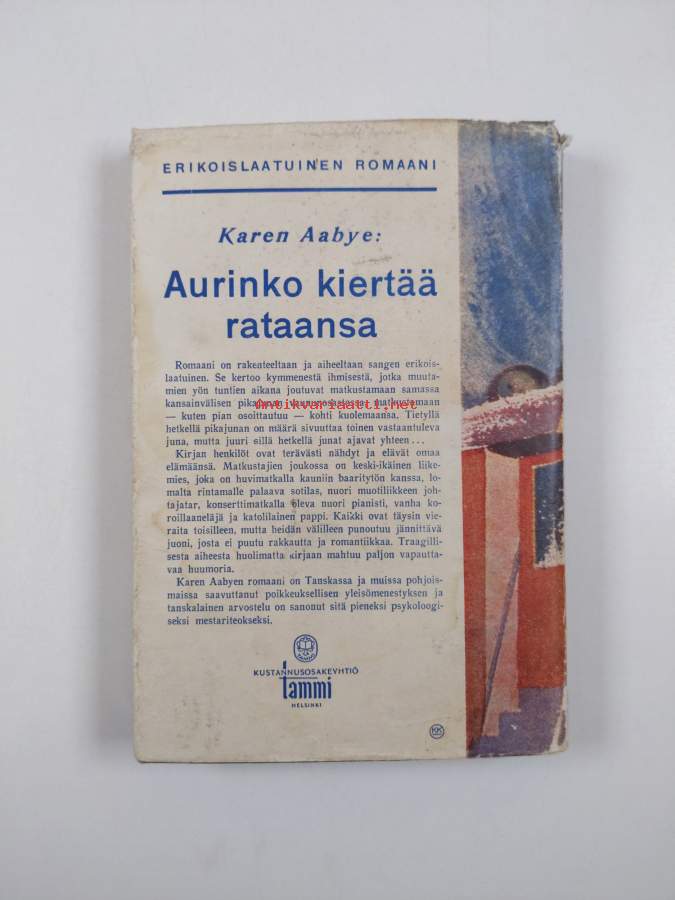 ERIKOISLAATUINEN ROMAANI
Karen Aabye:
Aurinko kiertää
rataansa
Romaani on rakenteeltaan ja aiheeltaan sangen erikois-
laatuinen. Se kertoo kymmenestä ihmisestä, jotka muuta-
mien yön tuntien aikana joutuvat matkustamaan samassa
kansainvälisen pikajunan vaununosastossa, matkustamaan
antikvariaatti.net
— kuten pian osoittautuu — kohti kuolemaansa. Tietyllä
hetkellä pikajunan on määrä sivuuttaa toinen vastaantuleva
juna, mutta juuri sillä hetkellä junat ajavat yhteen...
Kirjan henkilöt ovat terävästi nähdyt ja elävät omaa
elämäänsä. Matkustajien joukossa on keski-ikäinen liike-
mies, joka on huvimatkalla kauniin baaritytön kanssa, lo-
malta rintamalle palaava sotilas, nuori muotiliikkeen joh-
tajatar, konserttimatkalla oleva nuori pianisti, vanha ko-
roillaaneläjä ja katolilainen pappi. Kaikki ovat täysin vie-
raita toisilleen, mutta heidän välilleen punoutuu jännittävä
juoni, josta ei puutu rakkautta ja romantiikkaa. Traagilli-
sesta aiheesta huolimatta kirjaan mahtuu paljon vapautta-
vaa huumoria.
Karen Aabyen romaani on Tanskassa ja muissa pohjois-
maissa saavuttanut poikkeuksellisen yleisömenestyksen ja
tanskalainen arvostelu on sanonut sitä pieneksi psykoloogi-
seksi mestariteokseksi.
KUSTANNUSOSAKEYHTIÖ
tammi
HELSINKI
KK